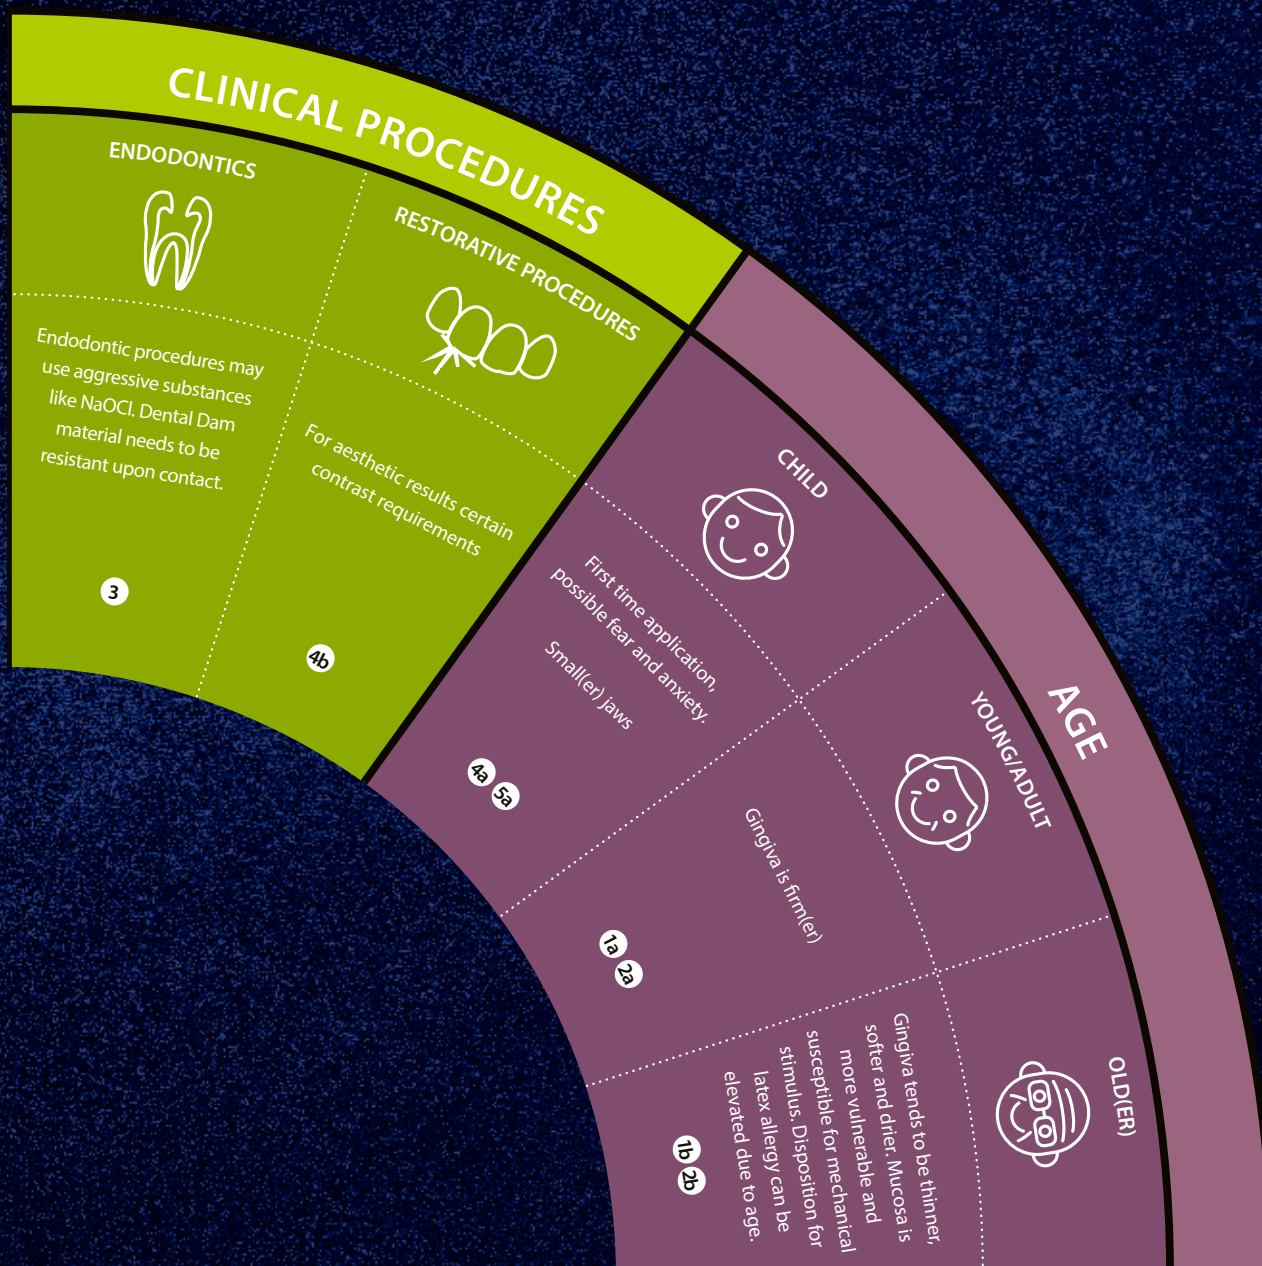 CLINICAL PROCEDURES
ENDODONTICS
Endodontic procedures may
use aggressive substances
like NaOCl. Dental Dam
material needs to be
resistant upon contact.
3
RESTORATIVE PROCEDURES
For aesthetic results certain
contrast requirements
4b
AGE
CHILD
First time application,
possible fear and anxiety.
Small(er) jaws
4a
5a
YOUNG/ADULT
Gingiva is firm(er)
1a
2a
OLD(ER)
Gingiva tends to be thinner,
softer and drier. Mucosa is
more vulnerable and
susceptible for mechanical
stimulus. Disposition for
latex allergy can be
elevated due to age.
1b
2b